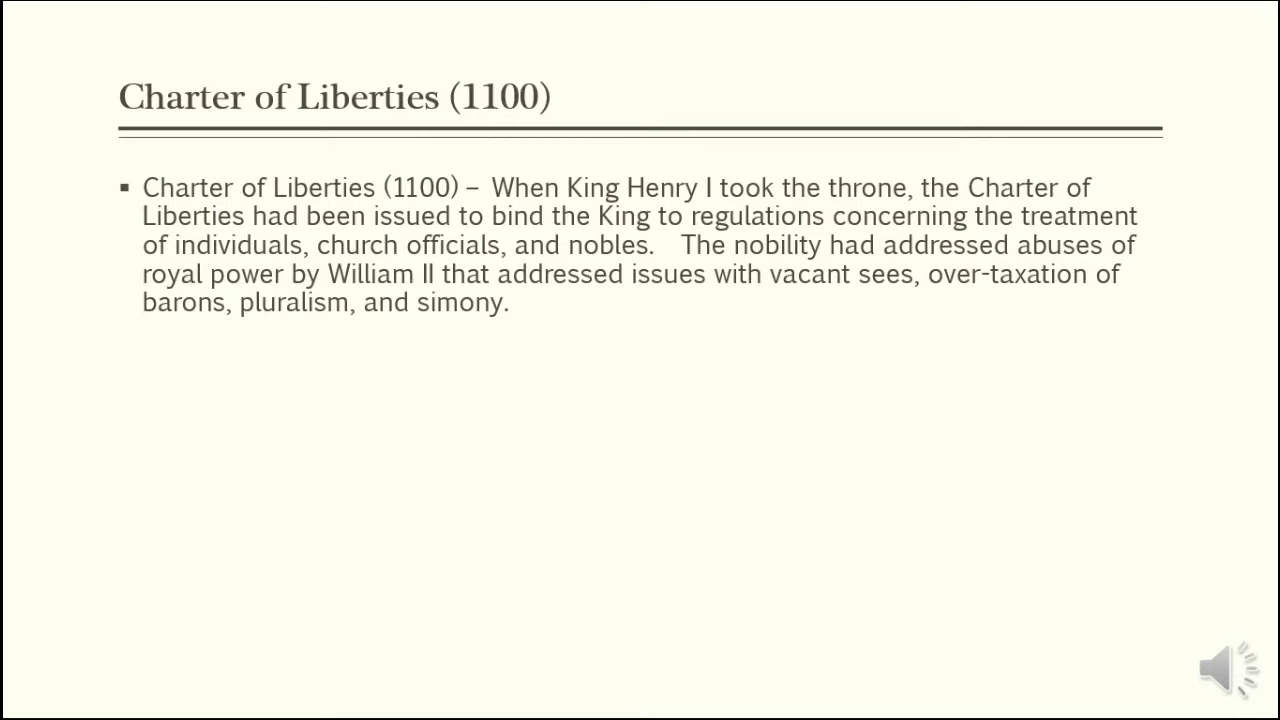 Charter of Liberties (1100)
▪ Charter of Liberties (1100) – When King Henry I took the throne, the Charter of
Liberties had been issued to bind the King to regulations concerning the treatment
of individuals, church officials, and nobles. The nobility had addressed abuses of
royal power by William II that addressed issues with vacant sees, over-taxation of
barons, pluralism, and simony.